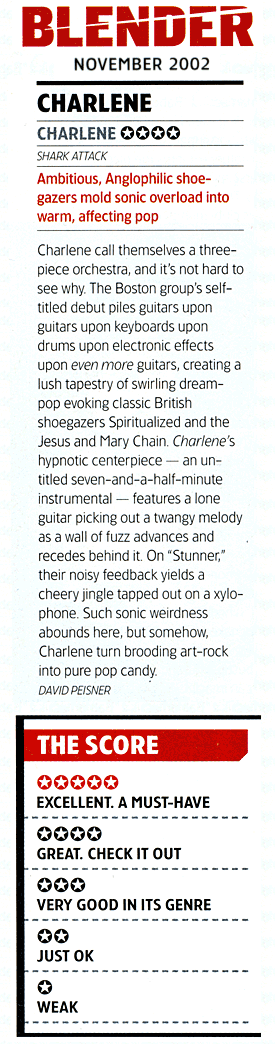 BLENDER
NOVEMBER 2002
CHARLENE
CHARLENE ✪✪✪✪
SHARK ATTACK
Ambitious, Anglophilic shoe-
gazers mold sonic overload into
warm, affecting pop
Charlene call themselves a three-
piece orchestra, and it's not hard to
see why. The Boston group's self-
titled debut piles guitars upon
guitars upon keyboards upon
drums upon electronic effects
upon even more guitars, creating a
lush tapestry of swirling dream-
pop evoking classic British
shoegazers Spiritualized and the
Jesus and Mary Chain. Charlene's
hypnotic centerpiece — an un-
titled seven-and-a-half-minute
instrumental — features a lone
guitar picking out a twangy melody
as a wall of fuzz advances and
recedes behind it. On “Stunner,”
their noisy feedback yields a
cheery jingle tapped out on a xylo-
phone. Such sonic weirdness
abounds here, but somehow,
Charlene turn brooding art-rock
into pure pop candy.
DAVID PEISNER
THE SCORE
✪✪✪✪✪
EXCELLENT. A MUST-HAVE
✪✪✪✪
GREAT. CHECK IT OUT
✪✪✪
VERY GOOD IN ITS GENRE
✪✪
JUST OK
✪
WEAK